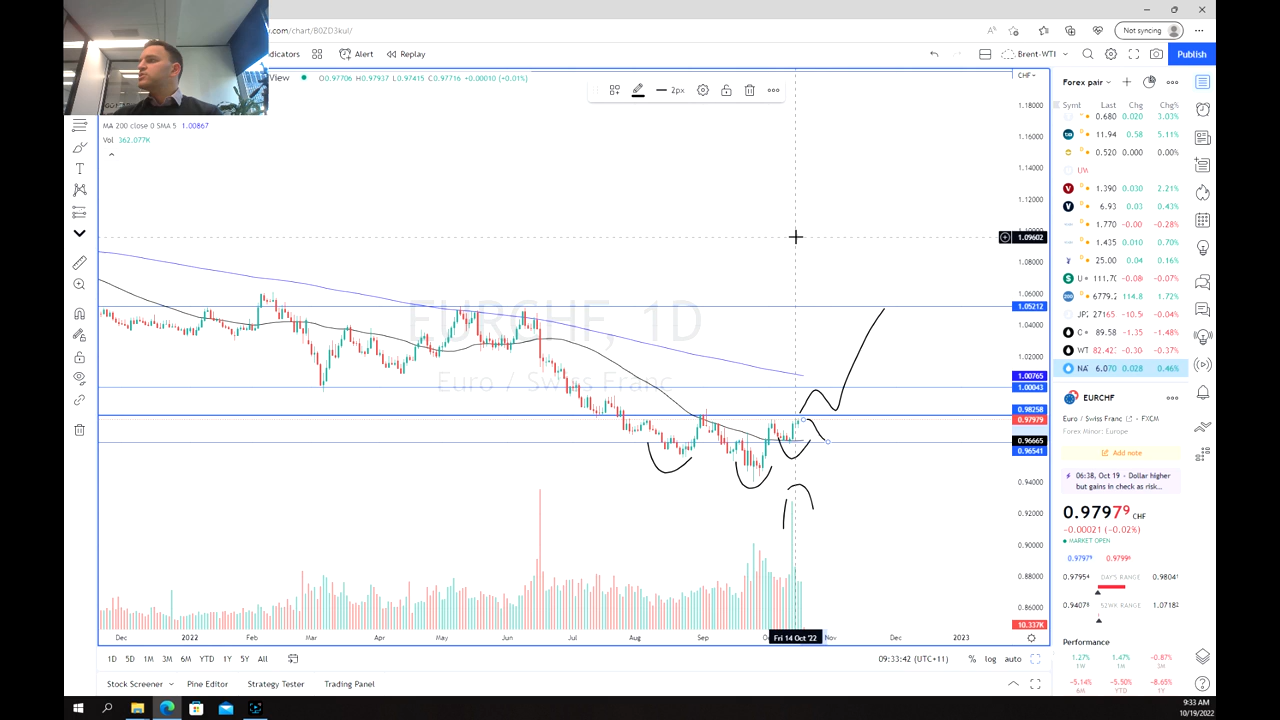 .com/chart/B0ZD3kul/
Not syncing
indicators
Alert
Replay
Brent-WTI
Publish
View O0.97706 H0.97937 L0.97415 C0.97716 +0.00010 (+0.01%)
2px
CHF
MA 200 close 0 SMA 5 1.00867
Vol 362.077K
EURCHF, 1D
Euro / Swiss Franc
1.18000
1.16000
1.14000
1.12000
1.09602
1.08000
1.06000
1.05212
1.04000
1.02000
1.00765
1.00043
0.98258
0.97979
0.96665
0.96541
0.94000
0.92000
0.90000
0.88000
0.86000
10.337K
Dec 2022 Feb Mar Apr May Jun Jul Aug Sep Fri 14 Oct '22 Nov Dec 2023
1D 5D 1M 3M 6M YTD 1Y 5Y All
09:33:42 (UTC+11) % log auto
Stock Screener Pine Editor Strategy Tester Trading Panel
Forex pair
Symt Last Chg Chg%
0.680 0.020 3.03%
11.94 0.58 5.11%
0.520 0.000 0.00%
1.390 0.030 2.21%
6.93 0.03 0.43%
1.770 -0.00 -0.28%
1.435 0.010 0.70%
25.00 0.04 0.16%
111.70 -0.08 -0.07%
6779.2 114.8 1.72%
27165 -10.5 -0.04%
89.58 -1.35 -1.48%
WT 82.42 -0.30 -0.37%
NA 6.070 0.028 0.46%
EURCHF
Euro / Swiss Franc • FXCM
Forex Minor: Europe
Add note
06:38, Oct 19 - Dollar higher
but gains in check as risk...
0.97979 CHF
-0.00021 (-0.02%)
MARKET OPEN
0.97979 0.97998
0.97954 DAY'S RANGE 0.98041
0.94078 52WK RANGE 1.07182
Performance
1.27% 1.47% -0.87%
1W 1M 3M
-5.14% -5.50% -8.65%
6M YTD 1Y
9:33 AM
10/19/2022